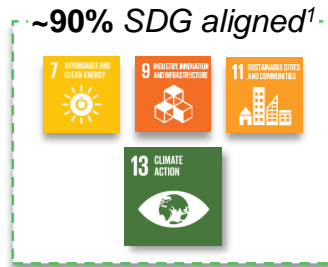 ~90% SDG aligned1
7 AFFORDABLE AND
CLEAN ENERGY
9 INDUSTRY, INNOVATION
AND INFRASTRUCTURE
11 SUSTAINABLE CITIES
AND COMMUNITIES
13 CLIMATE
ACTION